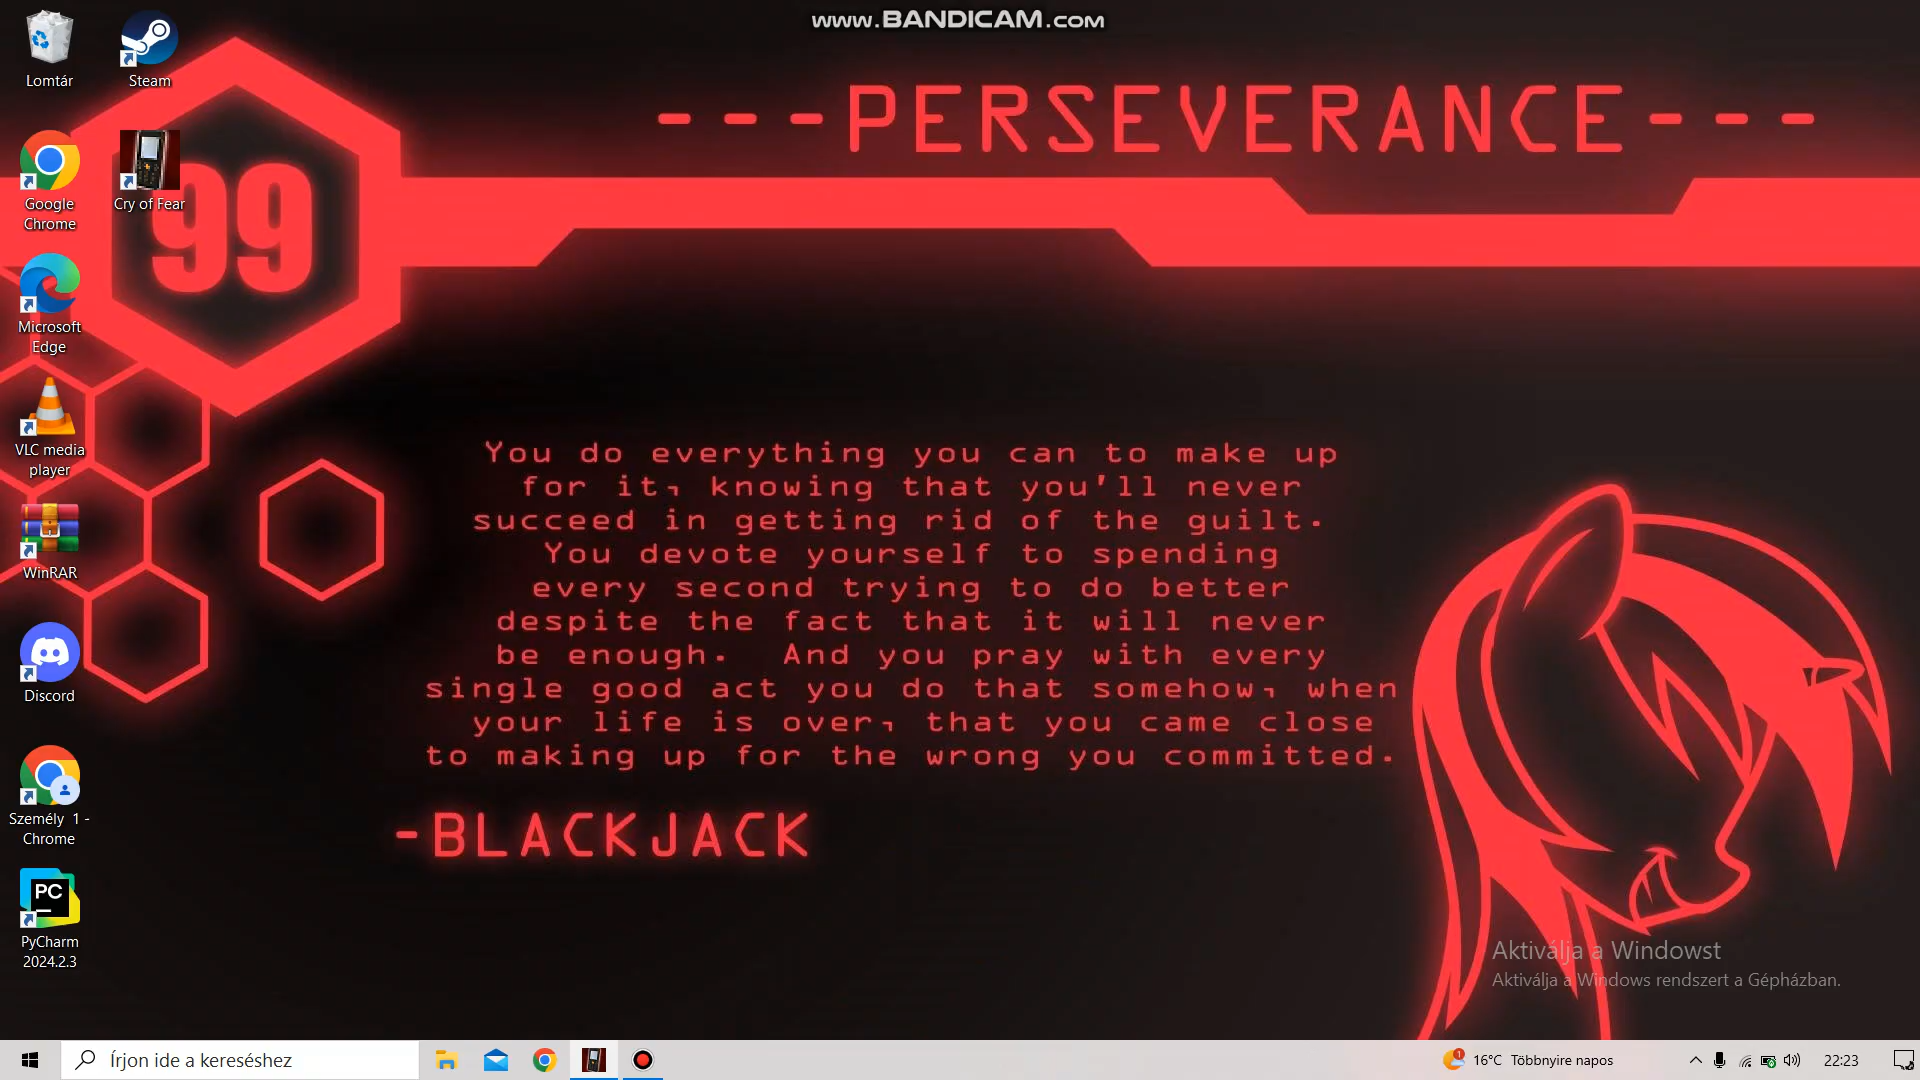 www.BANDICAM.com
Lomtár
Steam
---PERSEVERANCE---
99
Google
Chrome
Cry of Fear
Microsoft
Edge
VLC media
player
WinRAR
Discord
Személy 1 -
Chrome
PC
PyCharm
2024.2.3
You do everything you can to make up
for it, knowing that you'll never
succeed in getting rid of the guilt.
You devote yourself to spending
every second trying to do better
despite the fact that it will never
be enough. And you pray with every
single good act you do that somehow, when
your life is over, that you came close
to making up for the wrong you committed.
-BLACKJACK
Aktiválja a Windowst
Aktiválja a Windows rendszert a Gépházban.
Írjon ide a kereséshez
1
16°C Többnyire napos
22:23